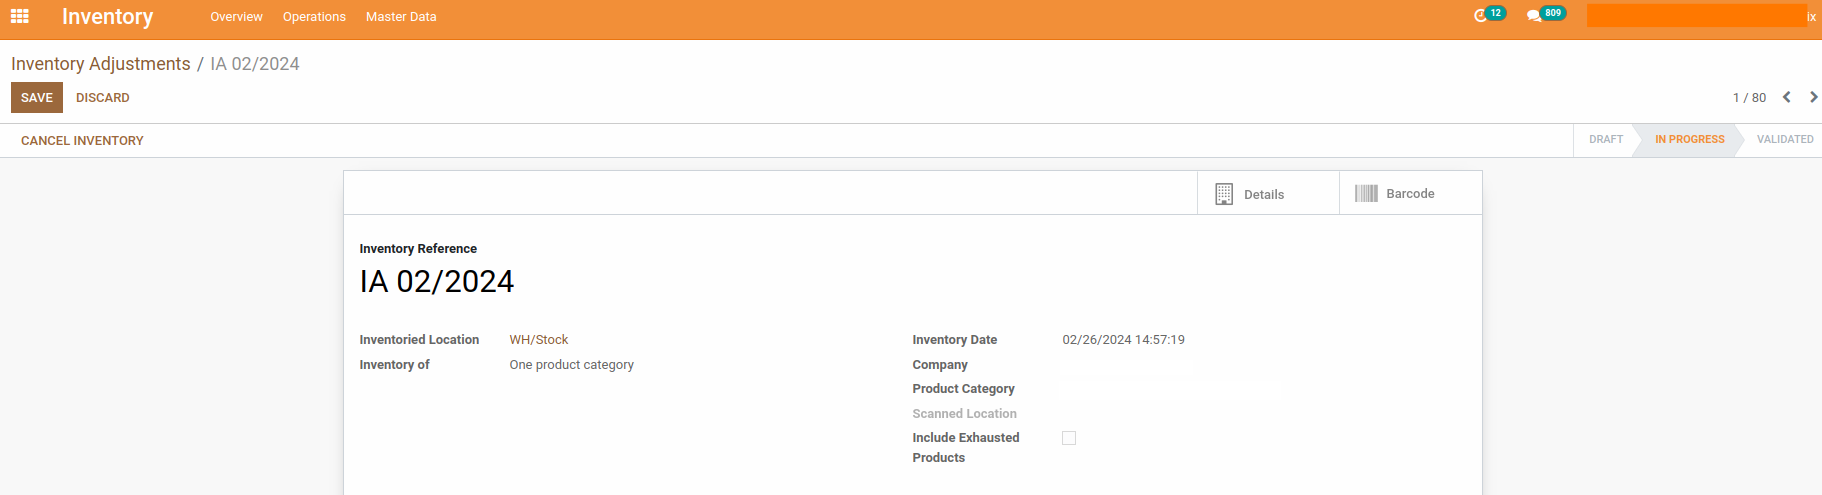 Inventory Overview Operations Master Data 12 809 ix
Inventory Adjustments / IA 02/2024
SAVE DISCARD 1 / 80
CANCEL INVENTORY DRAFT IN PROGRESS VALIDATED
Details Barcode
Inventory Reference
IA 02/2024
Inventoried Location WH/Stock Inventory Date 02/26/2024 14:57:19
Inventory of One product category Company
Product Category
Scanned Location
Include Exhausted
Products